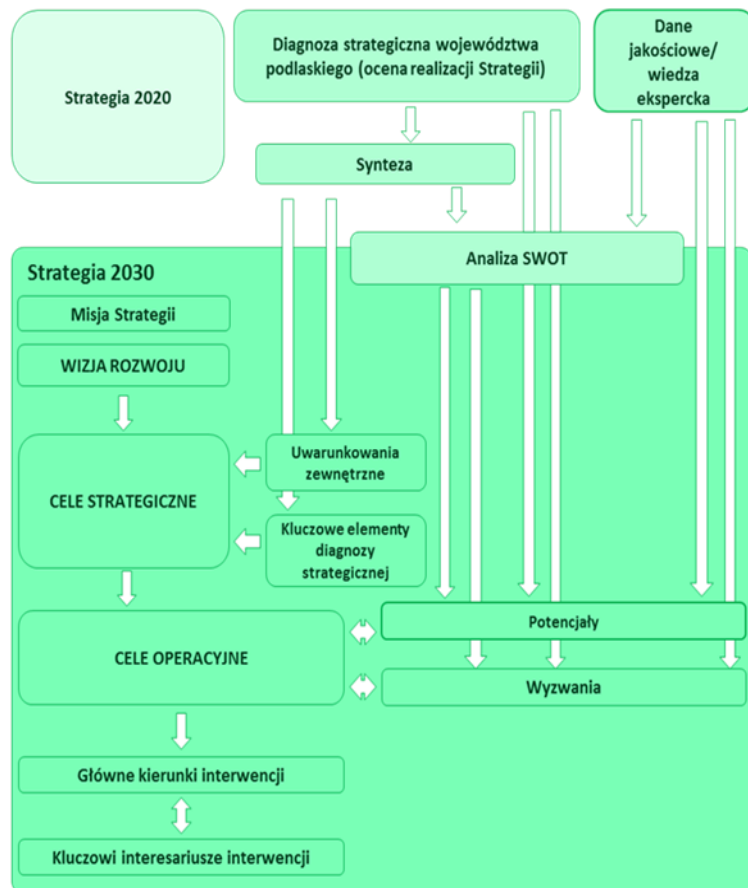 Strategia 2020
Diagnoza strategiczna województwa
podlaskiego (ocena realizacji Strategii)
Dane
jakościowe/
wiedza
ekspercka
Synteza
Analiza SWOT
Strategia 2030
Misja Strategii
WIZJA ROZWOJU
CELE STRATEGICZNE
Uwarunkowania
zewnętrzne
Kluczowe elementy
diagnozy
strategicznej
CELE OPERACYJNE
Potencjały
Wyzwania
Główne kierunki interwencji
Kluczowi interesariusze interwencji